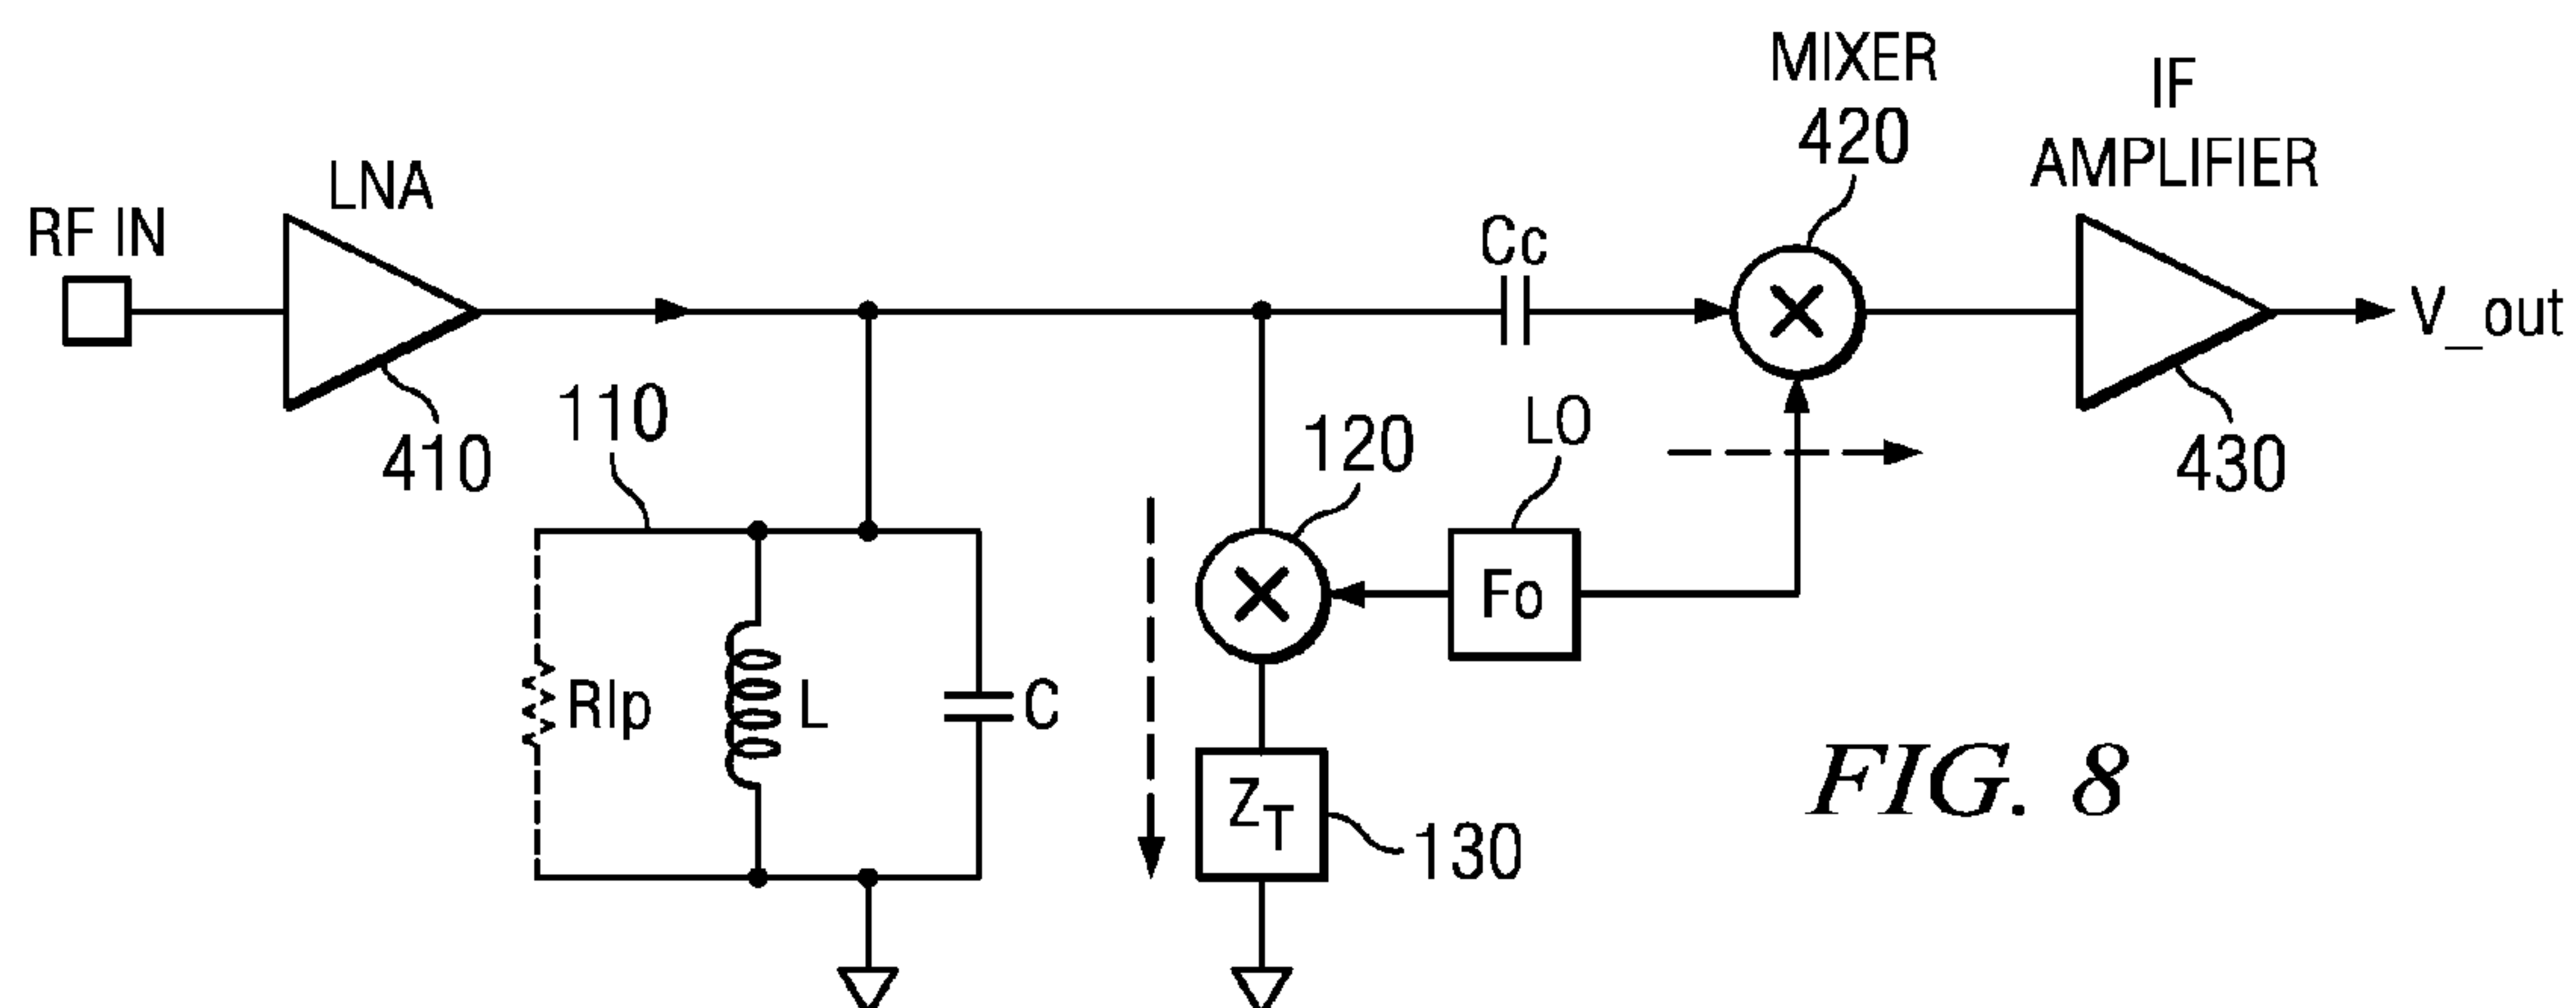 MIXER
420
IF
AMPLIFIER
LNA
RF IN
Cc
V_out
110
LO
120
410
430
Fo
RIp
L
C
ZT
130
FIG. 8